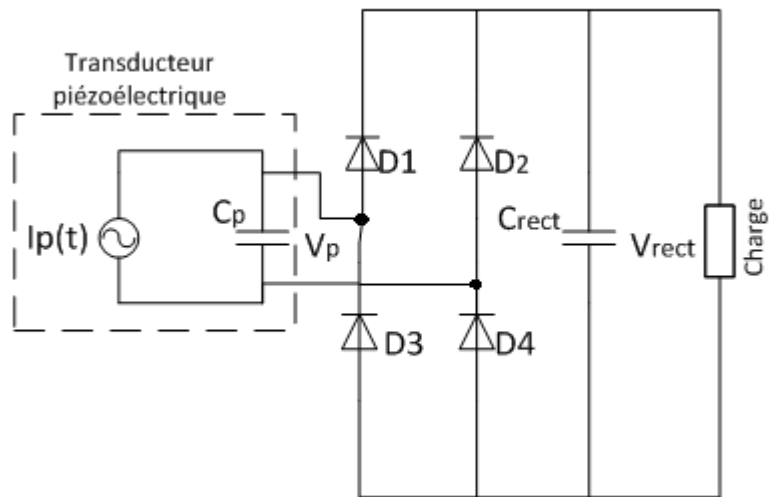 Transducteur
piézoélectrique
Ip(t)
Cp
Vp
D1
D2
D3
D4
Crect
Vrect
Charge